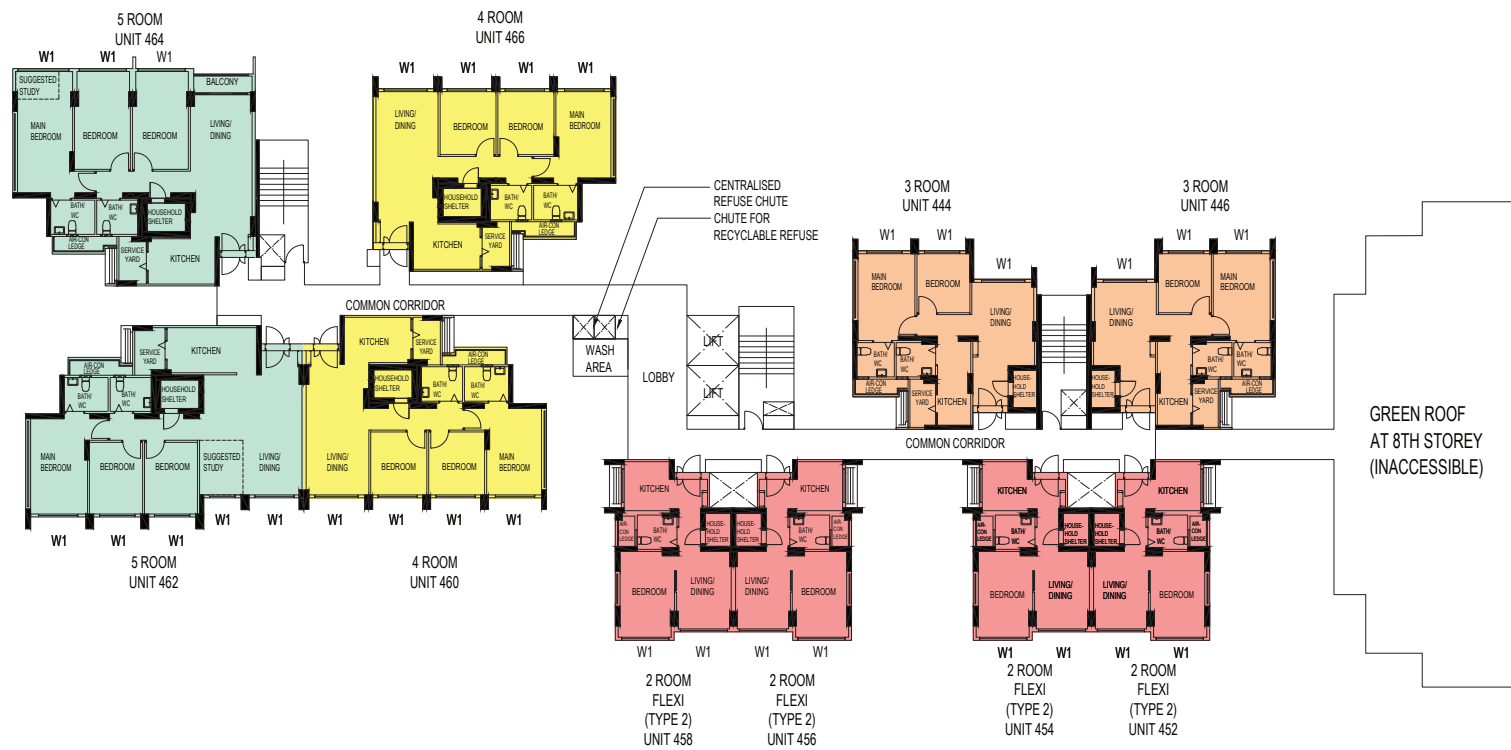 5 ROOM
UNIT 464
W1
W1
W1
SUGGESTED
STUDY
BALCONY
MAIN
BEDROOM
BEDROOM
BEDROOM
LIVING/
DINING
BATH/
WC
BATH/
WC
HOUSEHOLD
SHELTER
AIR-CON
LEDGE
SERVICE
YARD
KITCHEN
4 ROOM
UNIT 466
W1
W1
W1
W1
LIVING/
DINING
BEDROOM
BEDROOM
MAIN
BEDROOM
HOUSEHOLD
SHELTER
BATH/
WC
BATH/
WC
AIR-CON
LEDGE
KITCHEN
SERVICE
YARD
CENTRALISED
REFUSE CHUTE
CHUTE FOR
RECYCLABLE REFUSE
3 ROOM
UNIT 444
W1
W1
W1
MAIN
BEDROOM
BEDROOM
LIVING/
DINING
BATH/
WC
BATH/
WC
AIR-CON
LEDGE
SERVICE
YARD
KITCHEN
HOUSE-
HOLD
SHELTER
3 ROOM
UNIT 446
W1
W1
W1
LIVING/
DINING
BEDROOM
MAIN
BEDROOM
BATH/
WC
BATH/
WC
AIR-CON
LEDGE
HOUSE-
HOLD
SHELTER
KITCHEN
SERVICE
YARD
COMMON CORRIDOR
WASH
AREA
LOBBY
LIFT
LIFT
COMMON CORRIDOR
GREEN ROOF
AT 8TH STOREY
(INACCESSIBLE)
SERVICE
YARD
KITCHEN
AIR-CON
LEDGE
BATH/
WC
BATH/
WC
HOUSEHOLD
SHELTER
MAIN
BEDROOM
BEDROOM
BEDROOM
SUGGESTED
STUDY
LIVING/
DINING
W1
W1
W1
W1
W1
5 ROOM
UNIT 462
KITCHEN
SERVICE
YARD
AIR-CON
LEDGE
HOUSEHOLD
SHELTER
BATH/
WC
BATH/
WC
LIVING/
DINING
BEDROOM
BEDROOM
MAIN
BEDROOM
W1
W1
W1
W1
4 ROOM
UNIT 460
KITCHEN
AIR-
CON
LEDGE
BATH/
WC
HOUSE-
HOLD
SHELTER
BEDROOM
LIVING/
DINING
W1
W1
2 ROOM
FLEXI
(TYPE 2)
UNIT 458
KITCHEN
HOUSE-
HOLD
SHELTER
BATH/
WC
AIR-
CON
LEDGE
LIVING/
DINING
BEDROOM
W1
W1
2 ROOM
FLEXI
(TYPE 2)
UNIT 456
KITCHEN
AIR-
CON
LEDGE
BATH/
WC
HOUSE-
HOLD
SHELTER
BEDROOM
LIVING/
DINING
W1
W1
2 ROOM
FLEXI
(TYPE 2)
UNIT 454
KITCHEN
HOUSE-
HOLD
SHELTER
BATH/
WC
AIR-
CON
LEDGE
LIVING/
DINING
BEDROOM
W1
W1
2 ROOM
FLEXI
(TYPE 2)
UNIT 452